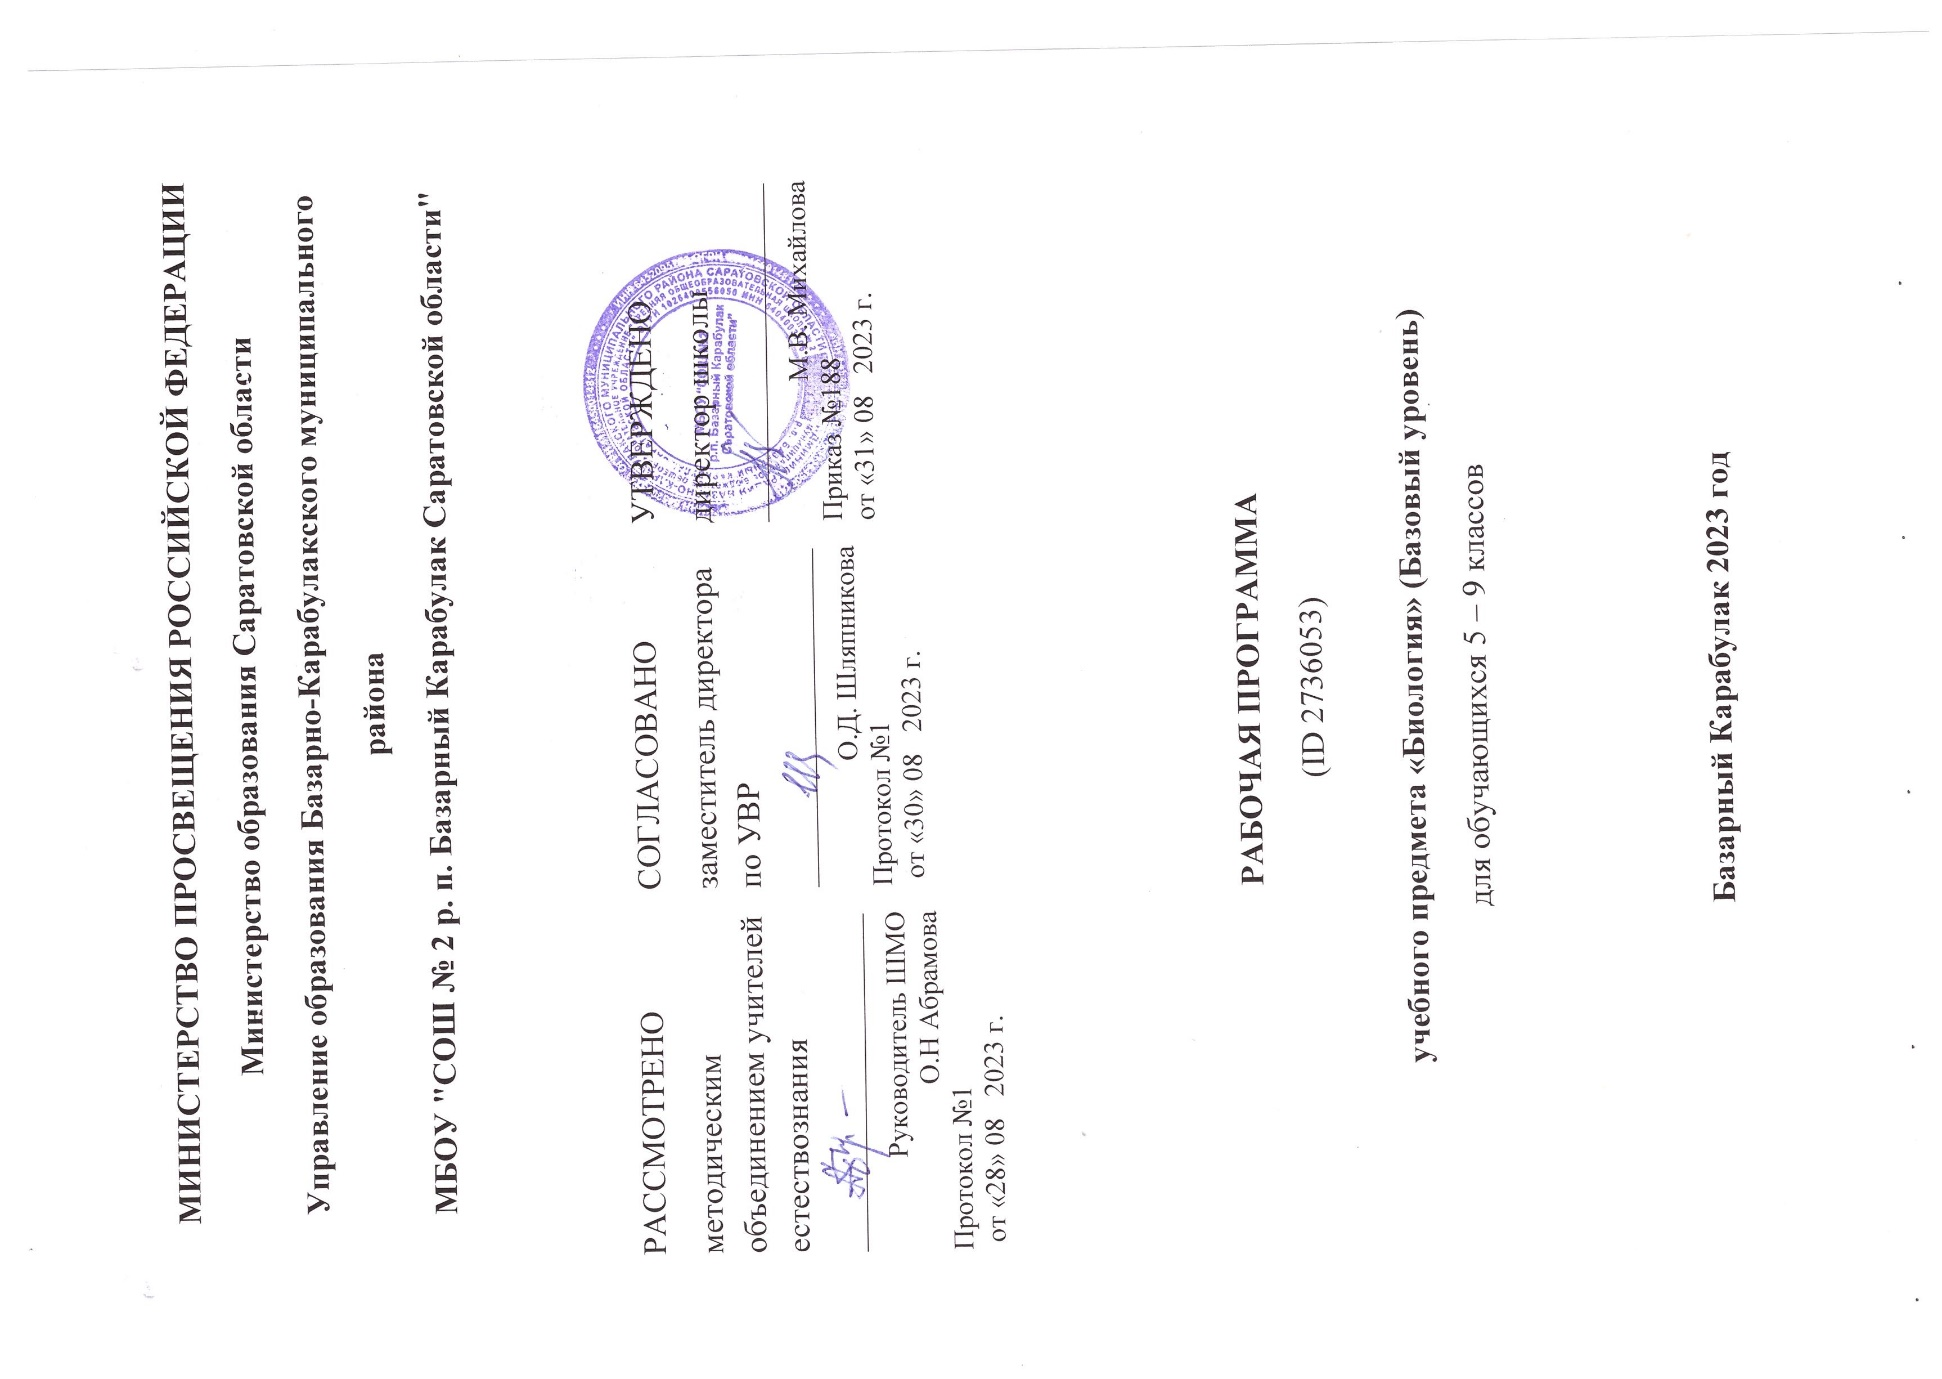 МИНИСТЕРСТВО ПРОСВЕЩЕНИЯ РОССИЙСКОЙ ФЕДЕРАЦИИ
Министерство образования Саратовской области
Управление образования Базарно-Карабулакского муниципального
района
МБОУ "СОШ № 2 р. п. Базарный Карабулак Саратовской области"
РАССМОТРЕНО
методическим
объединением учителей
естествознания
Руководитель ШМО
О.Н Абрамова
Протокол №1
от «28» 08 2023 г.
СОГЛАСОВАНО
заместитель директора
по УВР
О.Д. Шляпникова
Протокол №1
от «30» 08 2023 г.
УТВЕРЖДЕНО
директор школы
М.В. Михайлова
Приказ №188
от «31» 08 2023 г.
р.п. Базарный Карабулак
Саратовской области"
РАБОЧАЯ ПРОГРАММА
(ID 2736053)
учебного предмета «Биология» (Базовый уровень)
для обучающихся 5 – 9 классов
Базарный Карабулак 2023 год